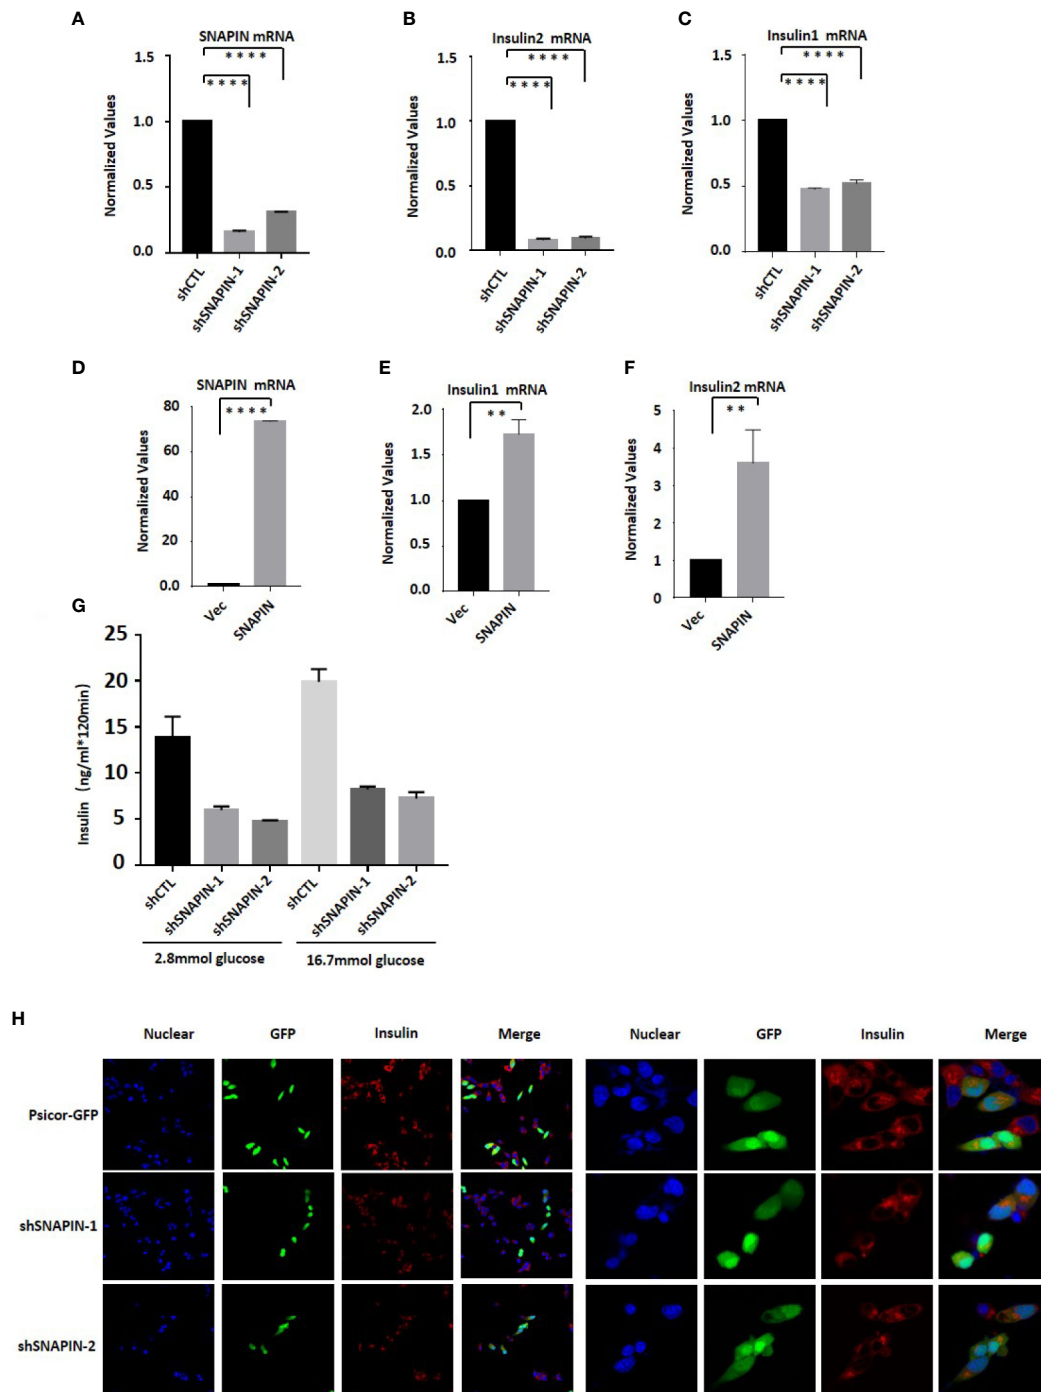 A
SNAPIN mRNA
****
****
Normalized Values
1.5
1.0
0.5
0.0
shCTL
shSNAPIN-1
shSNAPIN-2
B
Insulin2 mRNA
****
****
Normalized Values
1.5
1.0
0.5
0.0
shCTL
shSNAPIN-1
shSNAPIN-2
C
Insulin1 mRNA
****
****
Normalized Values
1.5
1.0
0.5
0.0
shCTL
shSNAPIN-1
shSNAPIN-2
D
SNAPIN mRNA
****
Normalized Values
80
60
40
20
0.0
Vec
SNAPIN
E
Insulin1 mRNA
**
Normalized Values
2.0
1.5
1.0
0.5
0.0
Vec
SNAPIN
F
Insulin2 mRNA
**
Normalized Values
5
4
3
2
1
0
Vec
SNAPIN
G
Insulin (ng/ml*120min)
25
20
15
10
5
0
shCTL
shSNAPIN-1
shSNAPIN-2
shCTL
shSNAPIN-1
shSNAPIN-2
2.8mmol glucose
16.7mmol glucose
H
Nuclear GFP Insulin Merge Nuclear GFP Insulin Merge
Psicor-GFP
shSNAPIN-1
shSNAPIN-2